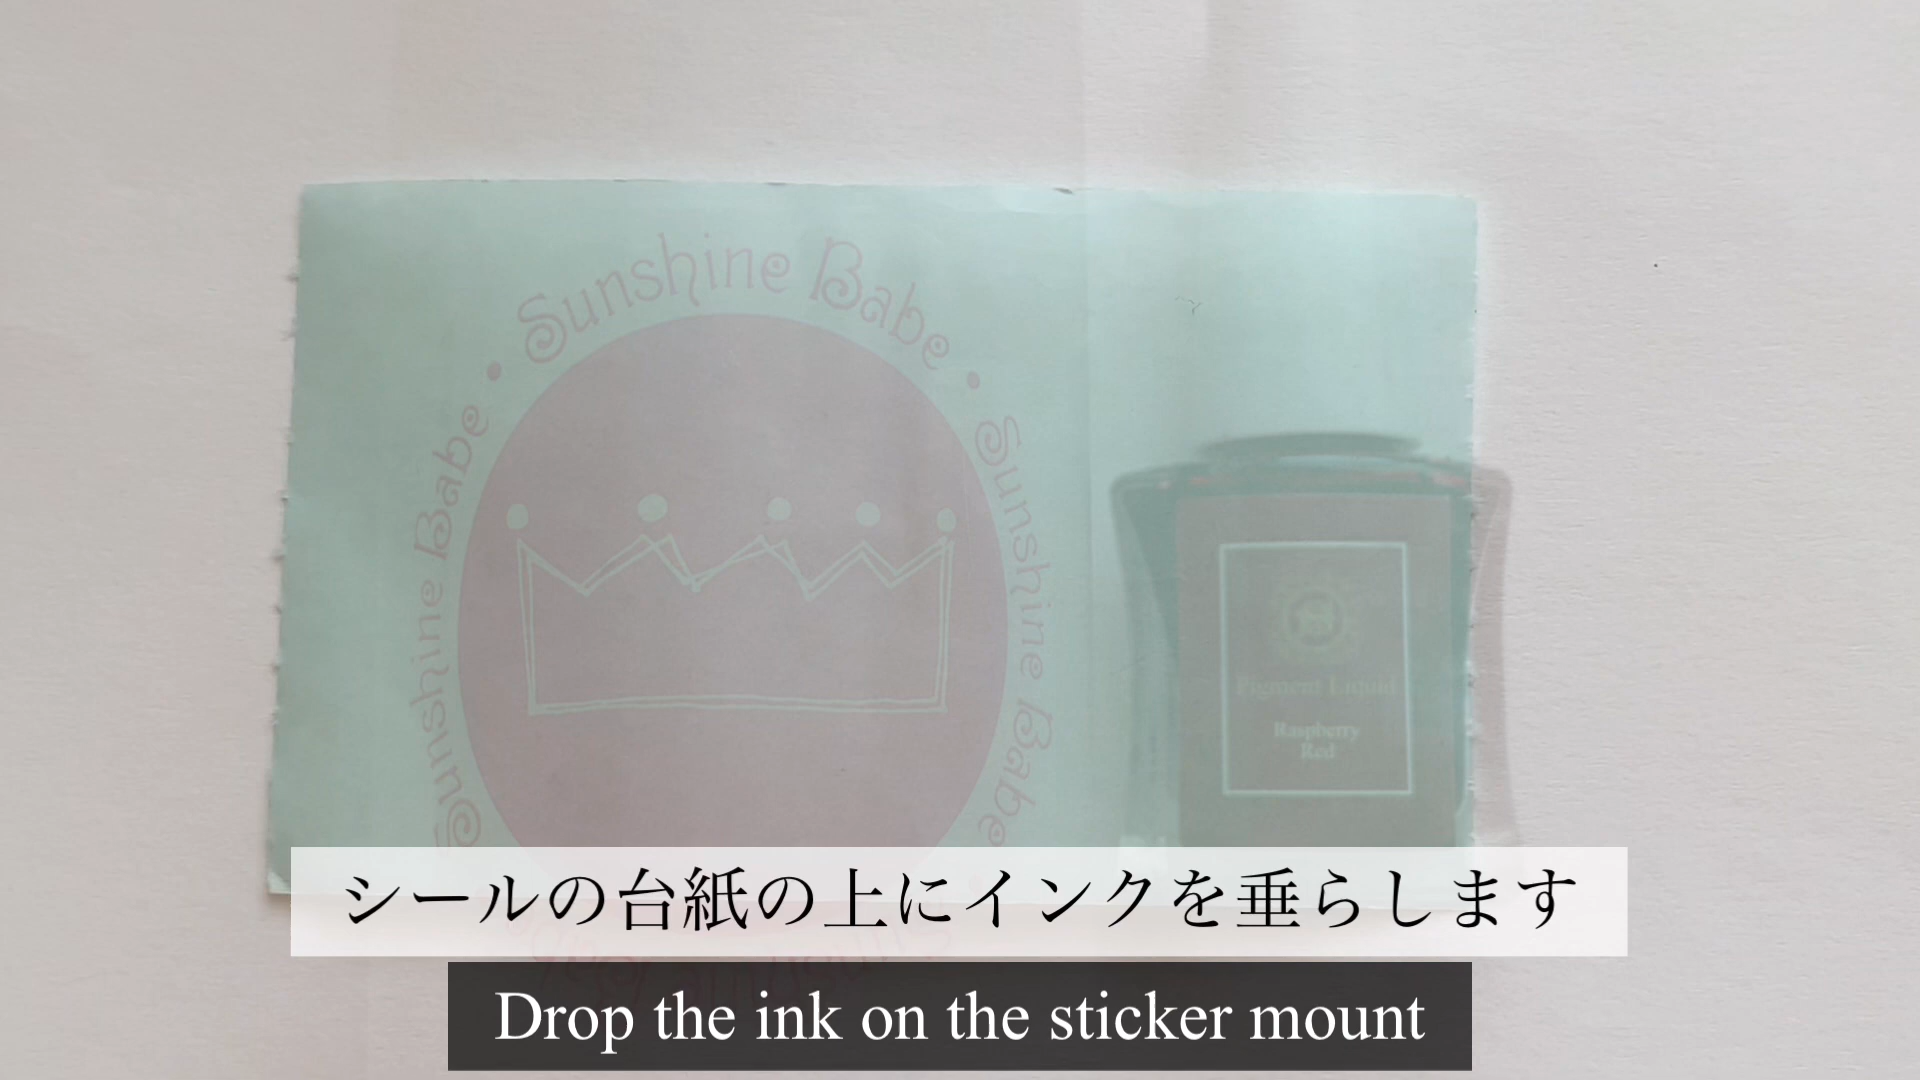 Sunshine Babe • Sunshine Babe
Sunshine Babe •
Sunshine Babe
Pigment Liquid
Raspberry
Red
シールの台紙の上にインクを垂らします
Drop the ink on the sticker mount